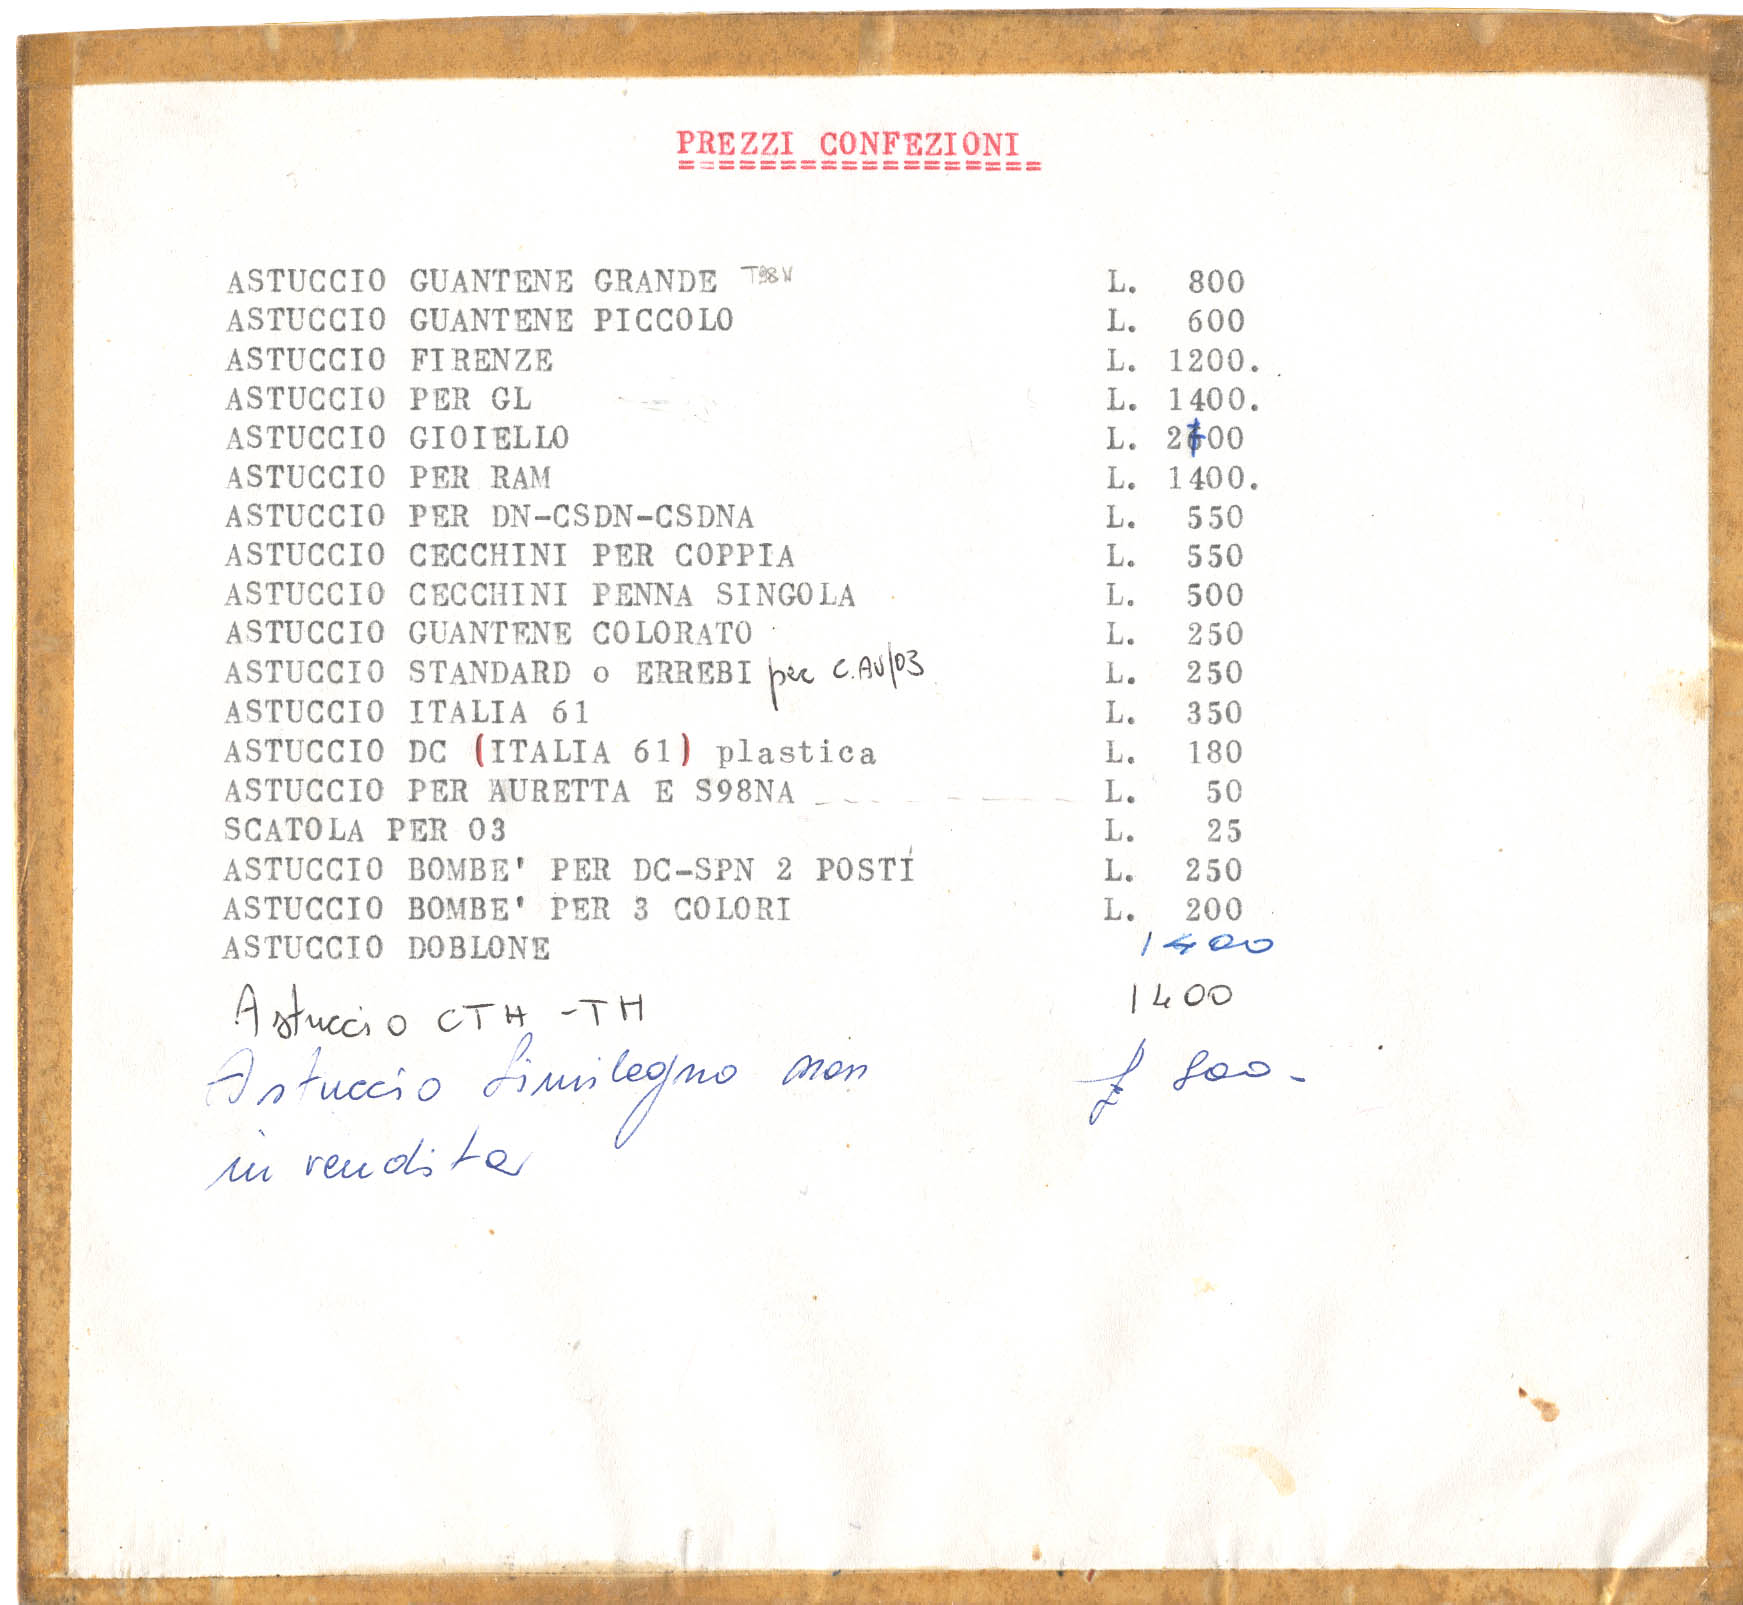 PREZZI CONFEZIONI
==================
ASTUCCIO GUANTENE GRANDE T98N L. 800
ASTUCCIO GUANTENE PICCOLO L. 600
ASTUCCIO FIRENZE L. 1200.
ASTUCCIO PER GL L. 1400.
ASTUCCIO GIOIELLO L.
ASTUCCIO PER RAM L. 1400.
ASTUCCIO PER DN-CSDN-CSDNA L. 550
ASTUCCIO CECCHINI PER COPPIA L. 550
ASTUCCIO CECCHINI PENNA SINGOLA L. 500
ASTUCCIO GUANTENE COLORATO L. 250
ASTUCCIO STANDARD o ERREBI per C.AU/03 L. 250
ASTUCCIO ITALIA 61 L. 350
ASTUCCIO DC (ITALIA 61) plastica L. 180
ASTUCCIO PER AURETTA E S98NA L. 50
SCATOLA PER 03 L. 25
ASTUCCIO BOMBE' PER DC-SPN 2 POSTI L. 250
ASTUCCIO BOMBE' PER 3 COLORI L. 200
ASTUCCIO DOBLONE 1400
Astuccio CTH-TH 1400
Astuccio Similegno non £ 800-
in vendita